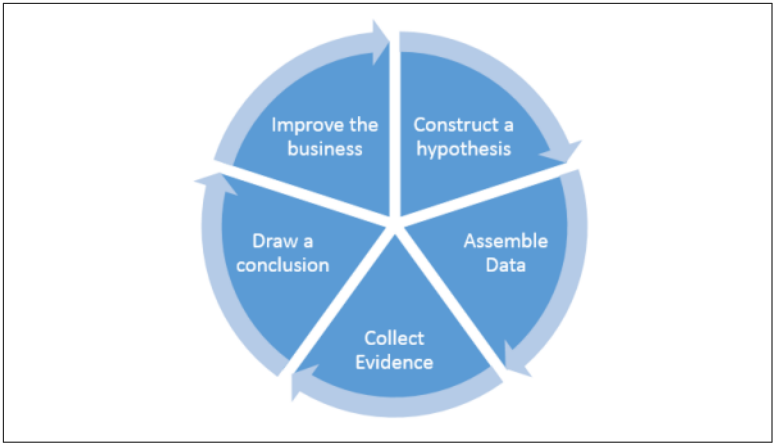 Construct a
hypothesis
Assemble
Data
Collect
Evidence
Draw a
conclusion
Improve the
business